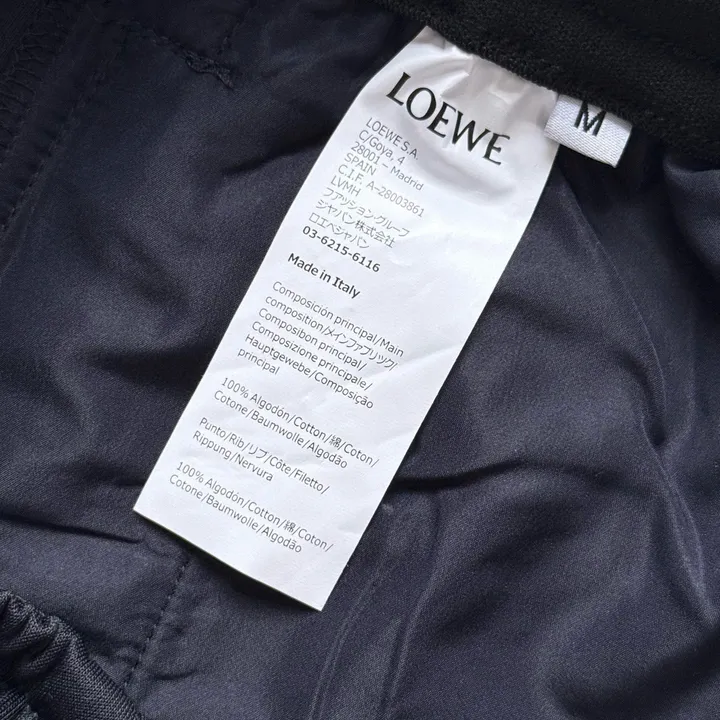 LOEWE
M
LOEWE S.A.
C/Goya, 4
28001 – Madrid
SPAIN
C.I.F. A-28003861
LVMH
ファッション・グループ
ジャパン株式会社
ロエベジャパン
03-6215-6116
Made in Italy
Composición principal/Main
composition/メインファブリック/
Composibon principal/
Composizione principale/
Hauptgewebe/Composição
principal
100% Algodón/Cotton/綿/Coton/
Cotone/Baumwolle/Algodão
Punto/Rib/リブ/Côte/Filetto/
Rippung/Nervura
100% Algodón/Cotton/綿/Coton/
Cotone/Baumwolle/Algodão